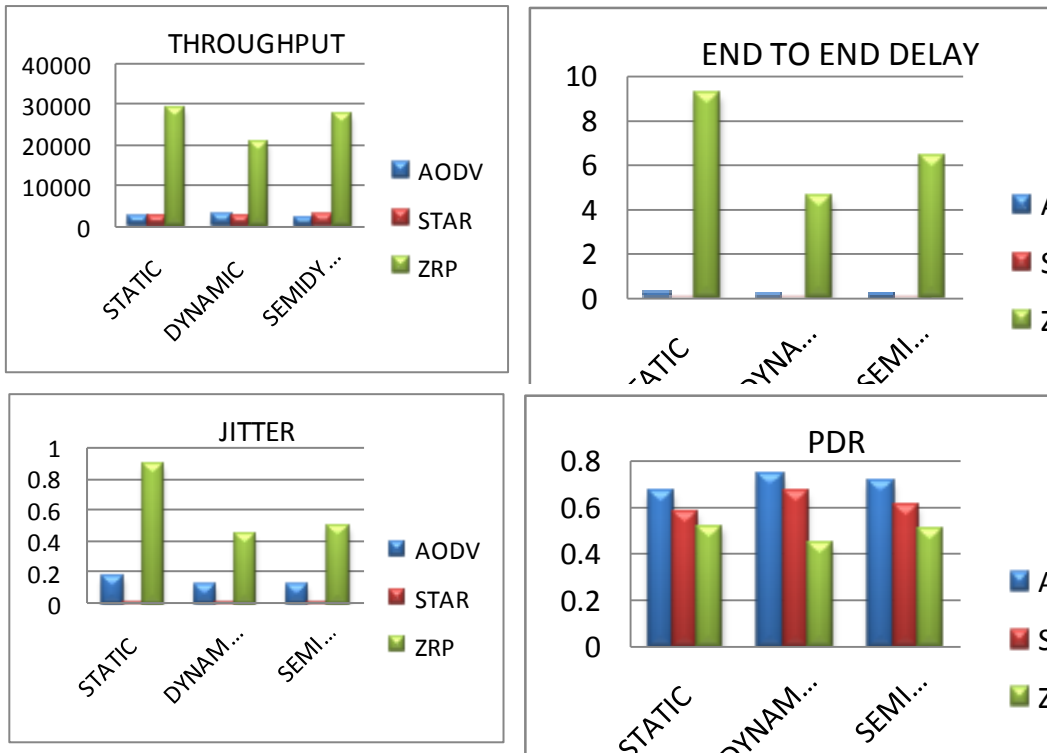 THROUGHPUT
40000
30000
20000
10000
0
STATIC
DYNAMIC
SEMIDY...
AODV
STAR
ZRP
END TO END DELAY
10
8
6
4
2
0
TATIC
DYNA...
SEMI...
A
S
Z
JITTER
1
0.8
0.6
0.4
0.2
0
STATIC
DYNAM...
SEMI...
AODV
STAR
ZRP
PDR
0.8
0.6
0.4
0.2
0
STATIC
DYNAM...
SEMI...
A
S
Z